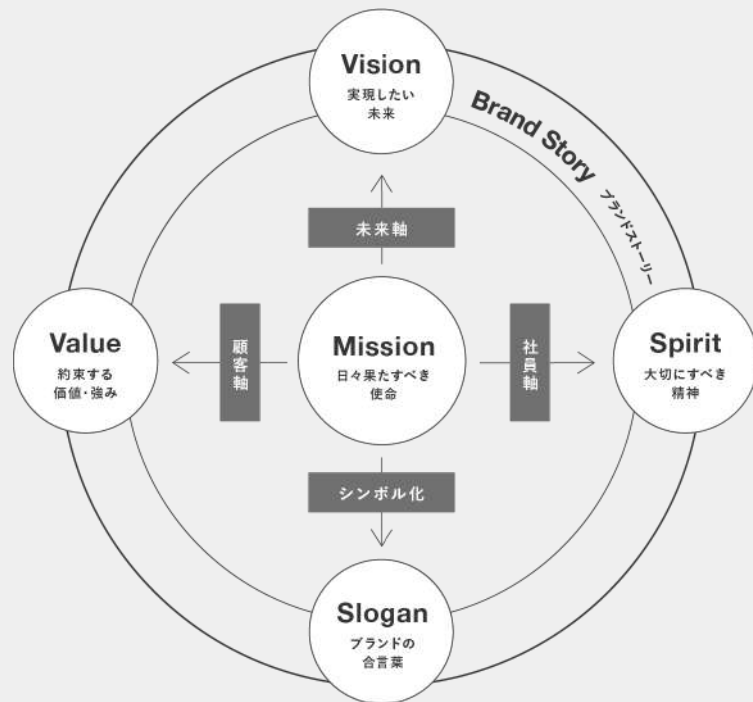 Vision
実現したい
未来
Brand Story
ブランドストーリー
未来軸
Value
約束する
価値・強み
顧客軸
Mission
日々果たすべき
使命
社員軸
Spirit
大切にすべき
精神
シンボル化
Slogan
ブランドの
合言葉